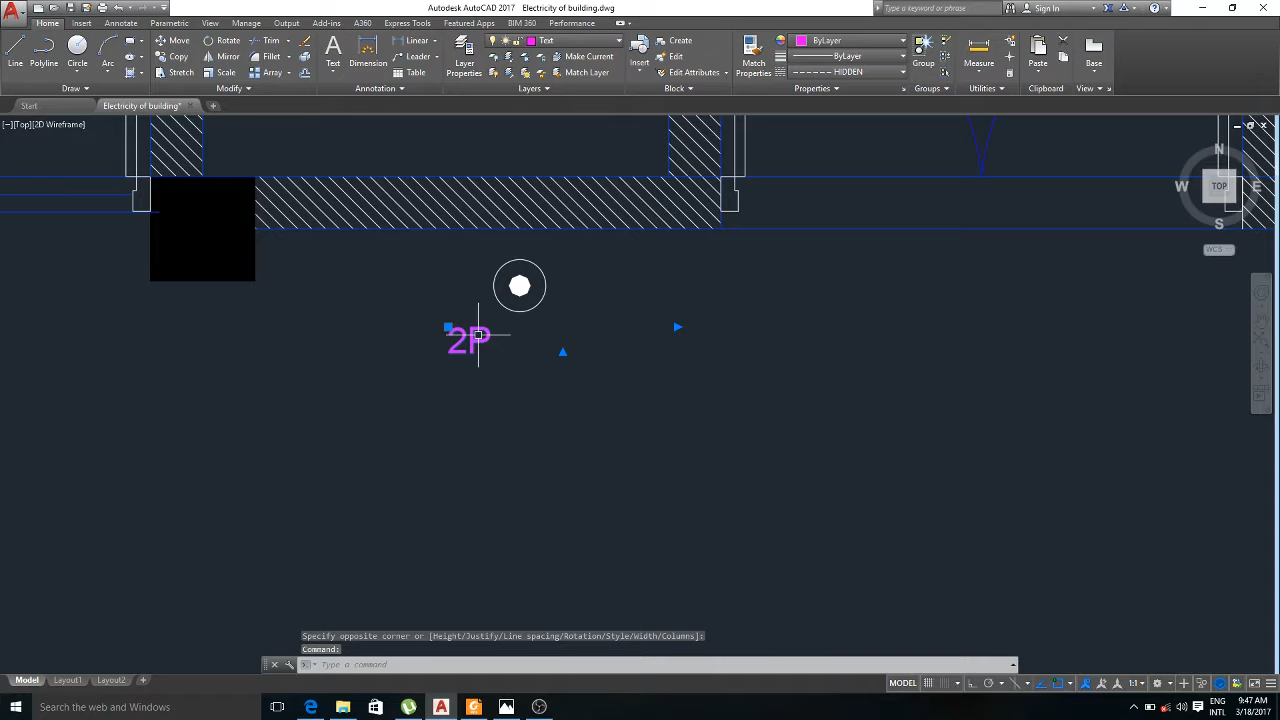 Autodesk AutoCAD 2017 Electricity of building.dwg
Type a keyword or phrase
Sign In
Home Insert Annotate Parametric View Manage Output Add-ins A360 Express Tools Featured Apps BIM 360 Performance
Line Polyline Circle Arc
Draw
Move Rotate Trim
Copy Mirror Fillet
Stretch Scale Array
Modify
Text Dimension
Linear
Leader
Table
Annotation
Layer Properties
Text
Make Current
Match Layer
Layers
Insert
Create
Edit
Edit Attributes
Block
Match Properties
ByLayer
ByLayer
HIDDEN
Properties
Group
Groups
Measure
Utilities
Paste
Clipboard
Base
View
Start Electricity of building*
[−][Top][2D Wireframe]
N
W TOP E
S
WCS
2P
Specify opposite corner or [Height/Justify/Line spacing/Rotation/Style/Width/Columns]:
Command:
Type a command
Model Layout1 Layout2
MODEL
1:1
Search the web and Windows
ENG
INTL
9:47 AM
3/18/2017